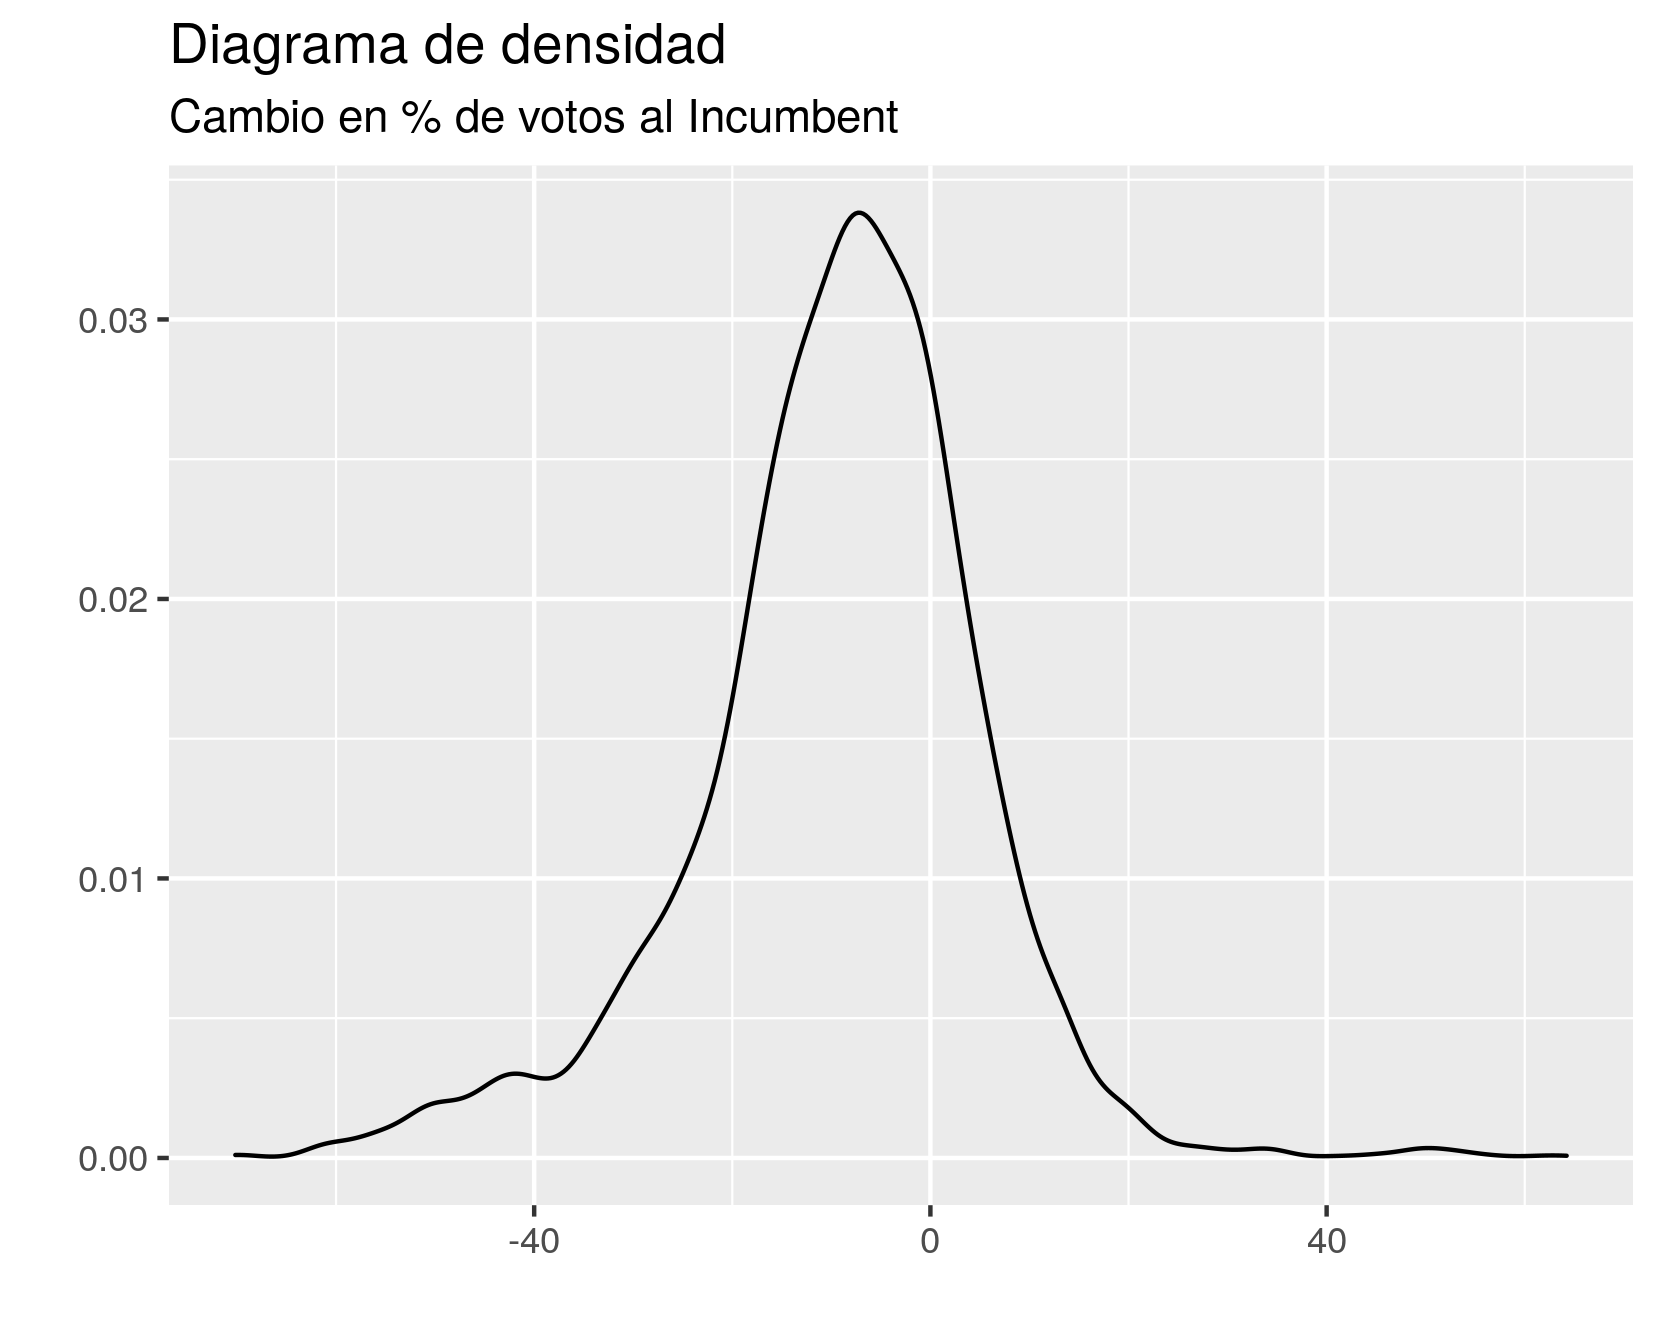 Diagrama de densidad
Cambio en % de votos al Incumbent
0.03
0.02
0.01
0.00
-40 0 40